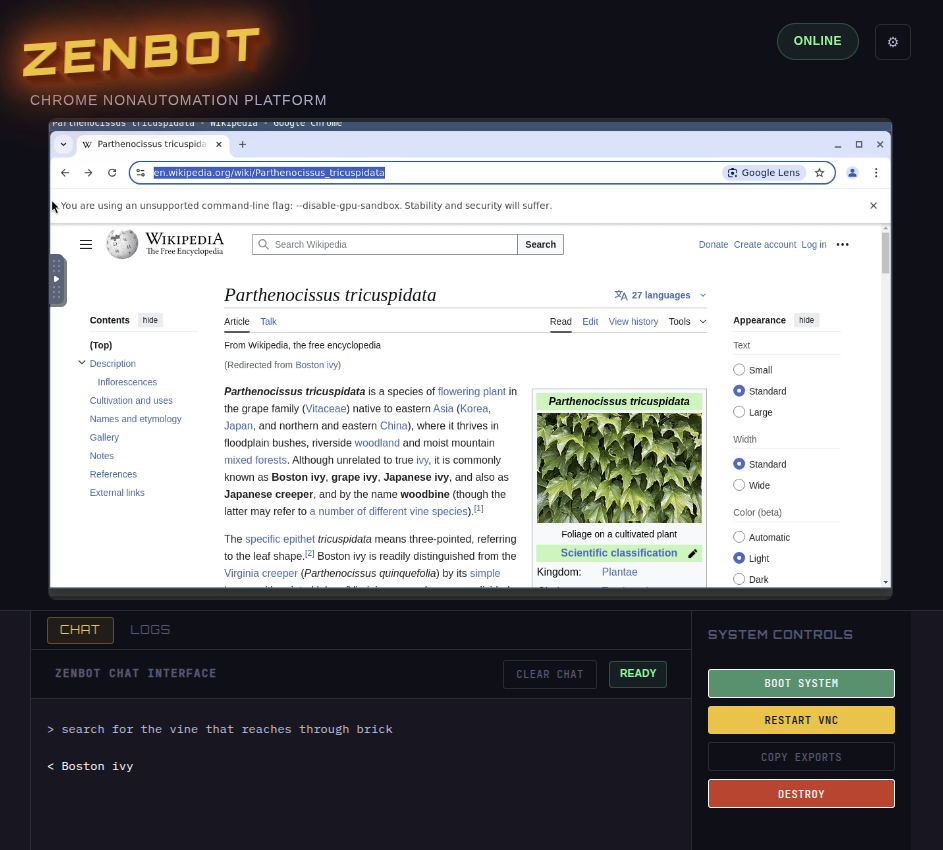 ZENBOT
ONLINE
CHROME NONAUTOMATION PLATFORM
Parthenocissus tricuspidata - Wikipedia - Google Chrome
Parthenocissus tricuspida
en.wikipedia.org/wiki/Parthenocissus_tricuspidata
Google Lens
You are using an unsupported command-line flag: --disable-gpu-sandbox. Stability and security will suffer.
WIKIPEDIA
The Free Encyclopedia
Search Wikipedia
Search
Donate Create account Log in
Parthenocissus tricuspidata
27 languages
Contents hide
(Top)
Description
Inflorescences
Cultivation and uses
Names and etymology
Gallery
Notes
References
External links
Article Talk
Read Edit View history Tools
From Wikipedia, the free encyclopedia
(Redirected from Boston ivy)
Parthenocissus tricuspidata is a species of flowering plant in
the grape family (Vitaceae) native to eastern Asia (Korea,
Japan, and northern and eastern China), where it thrives in
floodplain bushes, riverside woodland and moist mountain
mixed forests. Although unrelated to true ivy, it is commonly
known as Boston ivy, grape ivy, Japanese ivy, and also as
Japanese creeper, and by the name woodbine (though the
latter may refer to a number of different vine species).[1]
The specific epithet tricuspidata means three-pointed, referring
to the leaf shape.[2] Boston ivy is readily distinguished from the
Virginia creeper (Parthenocissus quinquefolia) by its simple
Parthenocissus tricuspidata
Foliage on a cultivated plant
Scientific classification
Kingdom: Plantae
Appearance hide
Text
Small
Standard
Large
Width
Standard
Wide
Color (beta)
Automatic
Light
Dark
CHAT LOGS
ZENBOT CHAT INTERFACE
CLEAR CHAT
READY
> search for the vine that reaches through brick
< Boston ivy
SYSTEM CONTROLS
BOOT SYSTEM
RESTART VNC
COPY EXPORTS
DESTROY